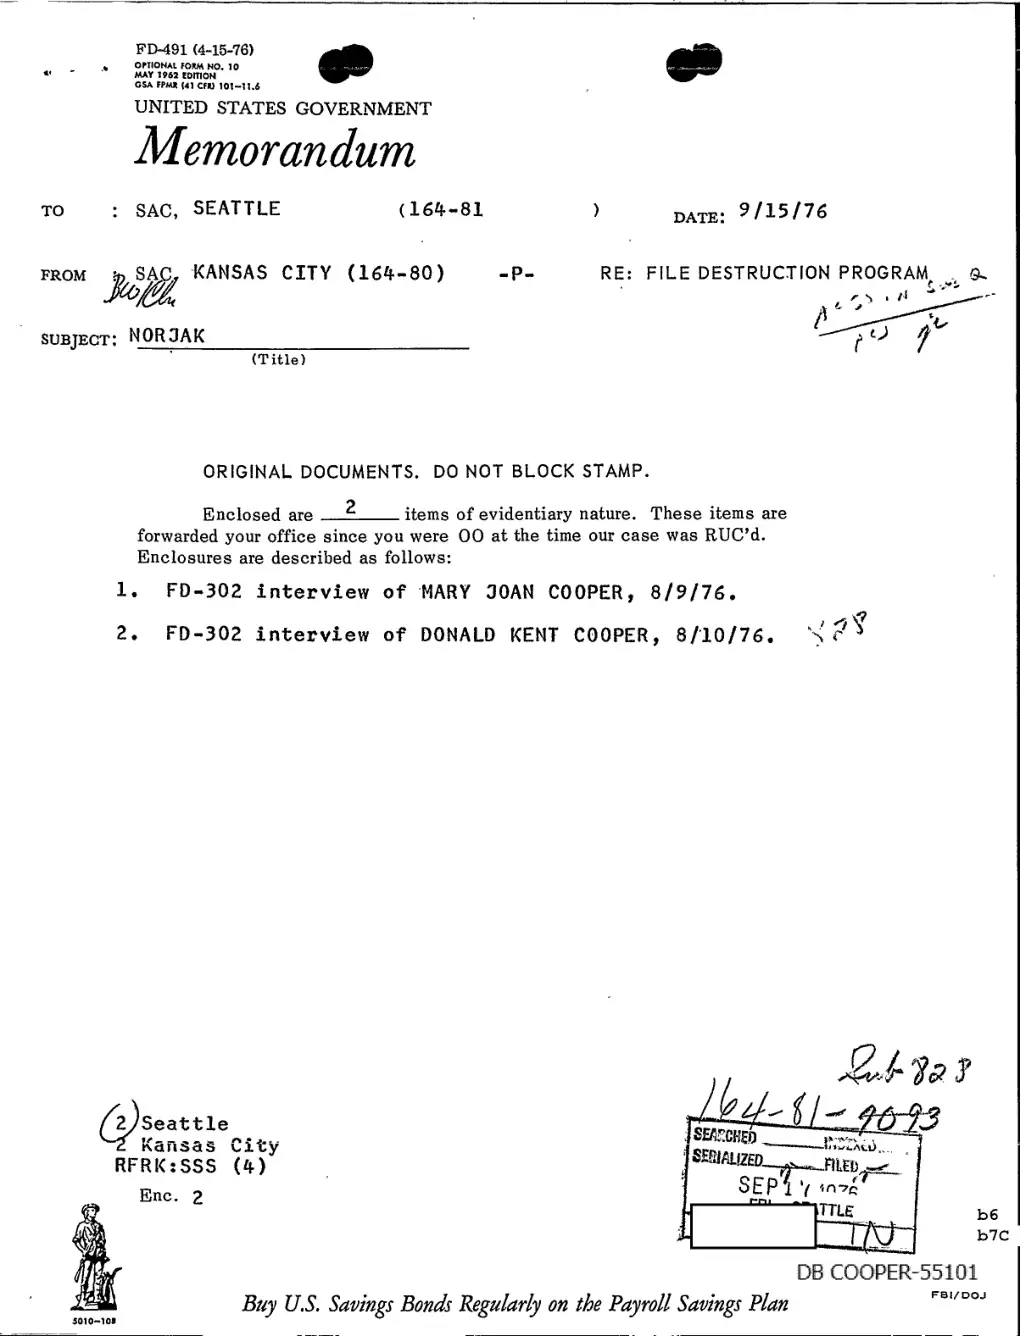 FD-491 (4-15-76)
OPTIONAL FORM NO. 10
MAY 1962 EDITION
GSA FPMR (41 CFR) 101-11.6
UNITED STATES GOVERNMENT
Memorandum
TO : SAC, SEATTLE (164-81 ) DATE: 9/15/76
FROM : SAC, KANSAS CITY (164-80) -P- RE: FILE DESTRUCTION PROGRAM
SUBJECT: NORJAK
(Title)
ORIGINAL DOCUMENTS. DO NOT BLOCK STAMP.
Enclosed are 2 items of evidentiary nature. These items are
forwarded your office since you were OO at the time our case was RUC'd.
Enclosures are described as follows:
1. FD-302 interview of MARY JOAN COOPER, 8/9/76.
2. FD-302 interview of DONALD KENT COOPER, 8/10/76.
Sub 828
164-81-9093
2 Seattle
2 Kansas City
RFRK:SSS (4)
Enc. 2
SEARCHED INDEXED
SERIALIZED FILED
SEP 17 1976
b6
b7C
DB COOPER-55101
FBI/DOJ
Buy U.S. Savings Bonds Regularly on the Payroll Savings Plan
5010-108